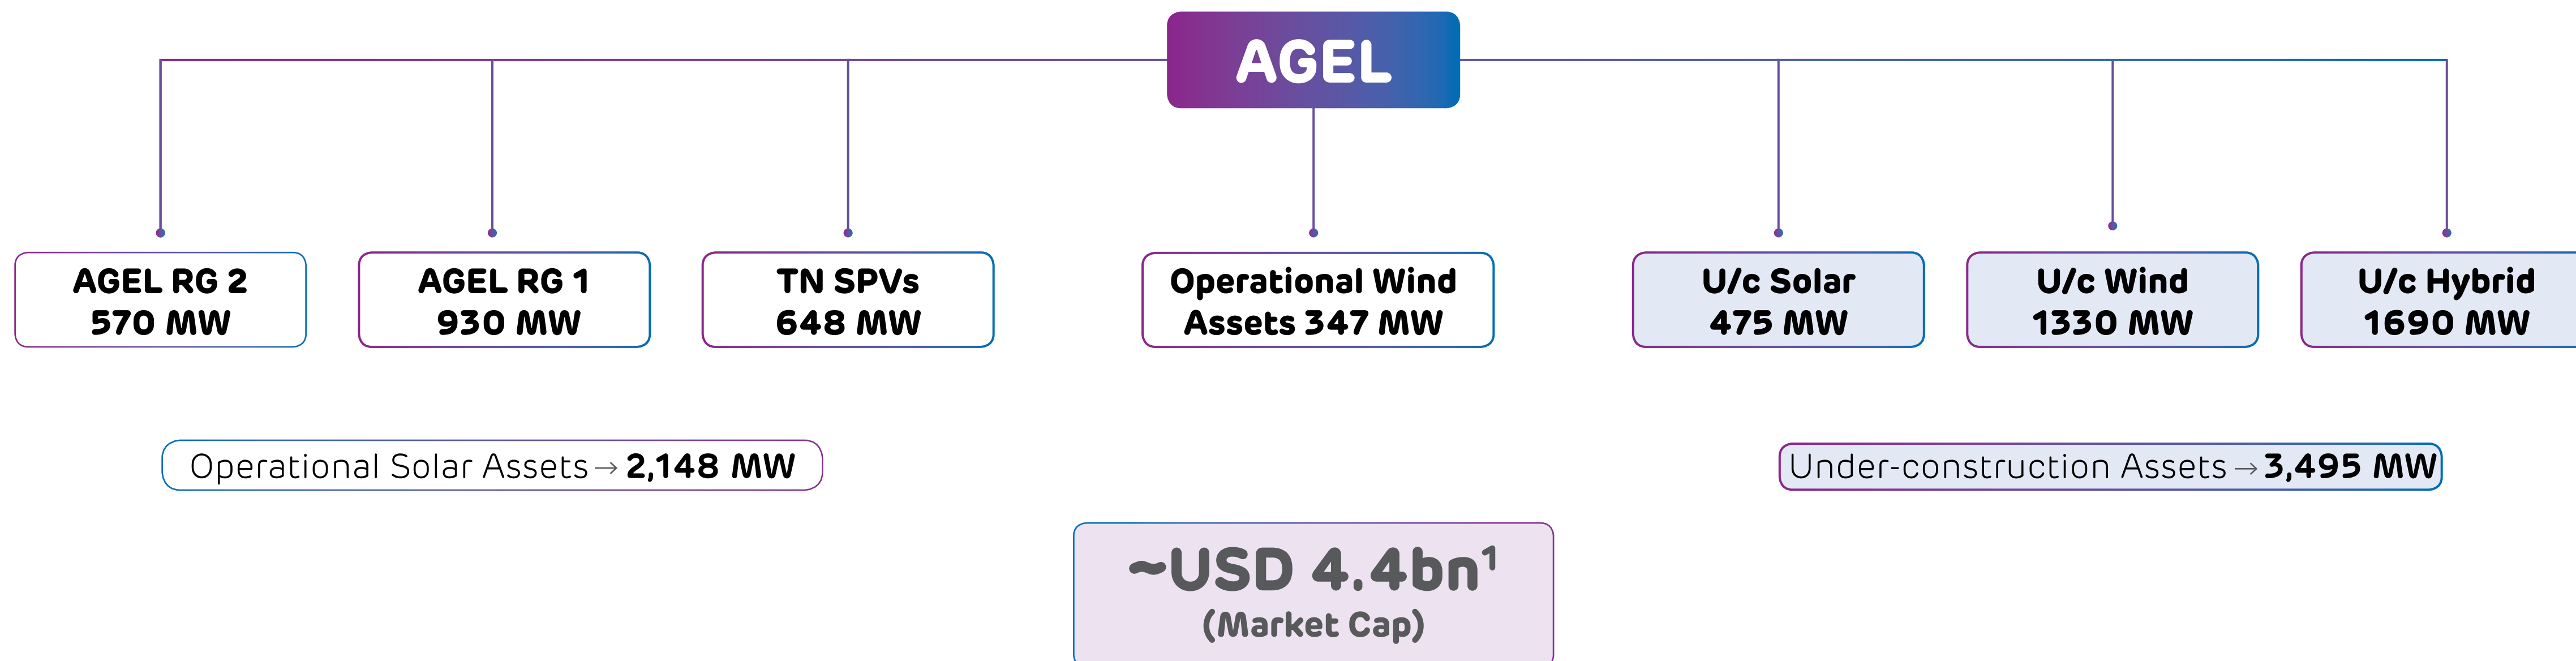 AGEL
AGEL RG 2
570 MW
AGEL RG 1
930 MW
TN SPVs
648 MW
Operational Wind
Assets 347 MW
U/c Solar
475 MW
U/c Wind
1330 MW
U/c Hybrid
1690 MW
Operational Solar Assets → 2,148 MW
Under-construction Assets → 3,495 MW
~USD 4.4bn¹
(Market Cap)